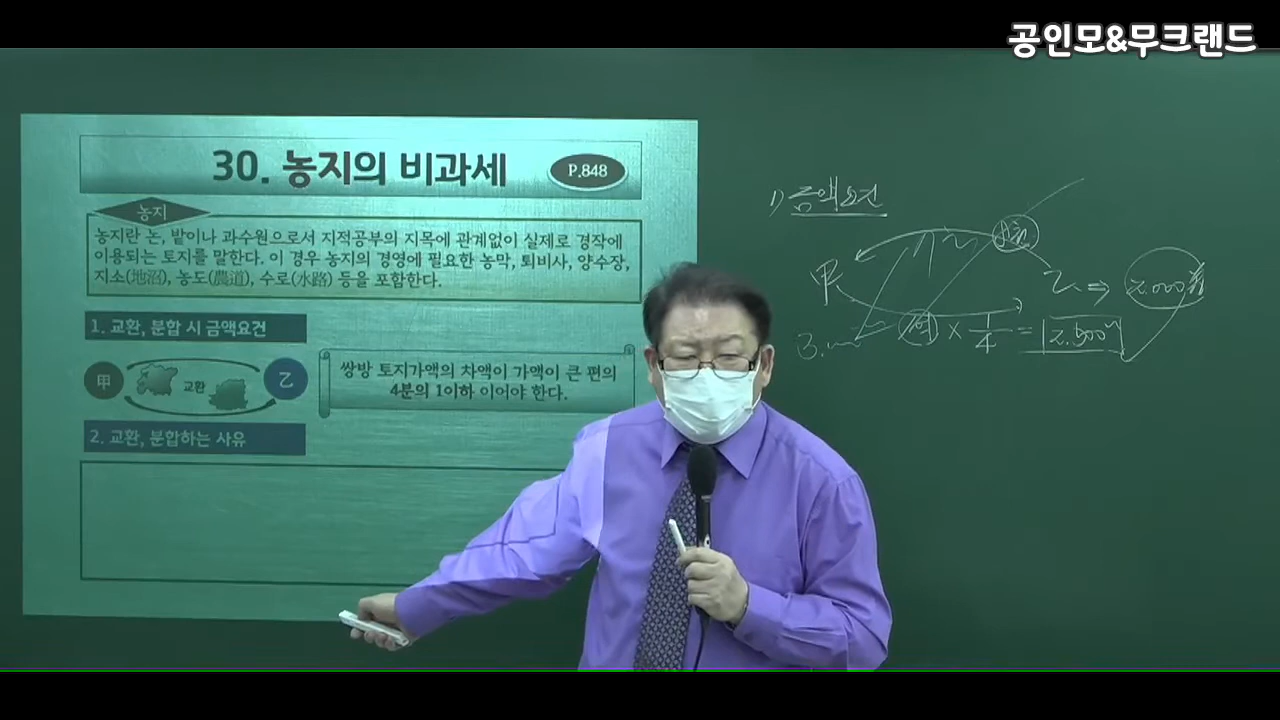 공인모&무크랜드
30. 농지의 비과세
P.848
농지
농지란 논, 밭이나 과수원으로서 지적공부의 지목에 관계없이 실제로 경작에
이용되는 토지를 말한다. 이 경우 농지의 경영에 필요한 농막, 퇴비사, 양수장,
지소(地沼), 농도(農道), 수로(水路) 등을 포함한다.
1. 교환, 분합 시 금액요건
甲 교환 乙
쌍방 토지가액의 차액이 가액이 큰 편의
4분의 1이하 이어야 한다.
2. 교환, 분합하는 사유
1) 금액요건
甲 乙 ⇒
× 1/4 =